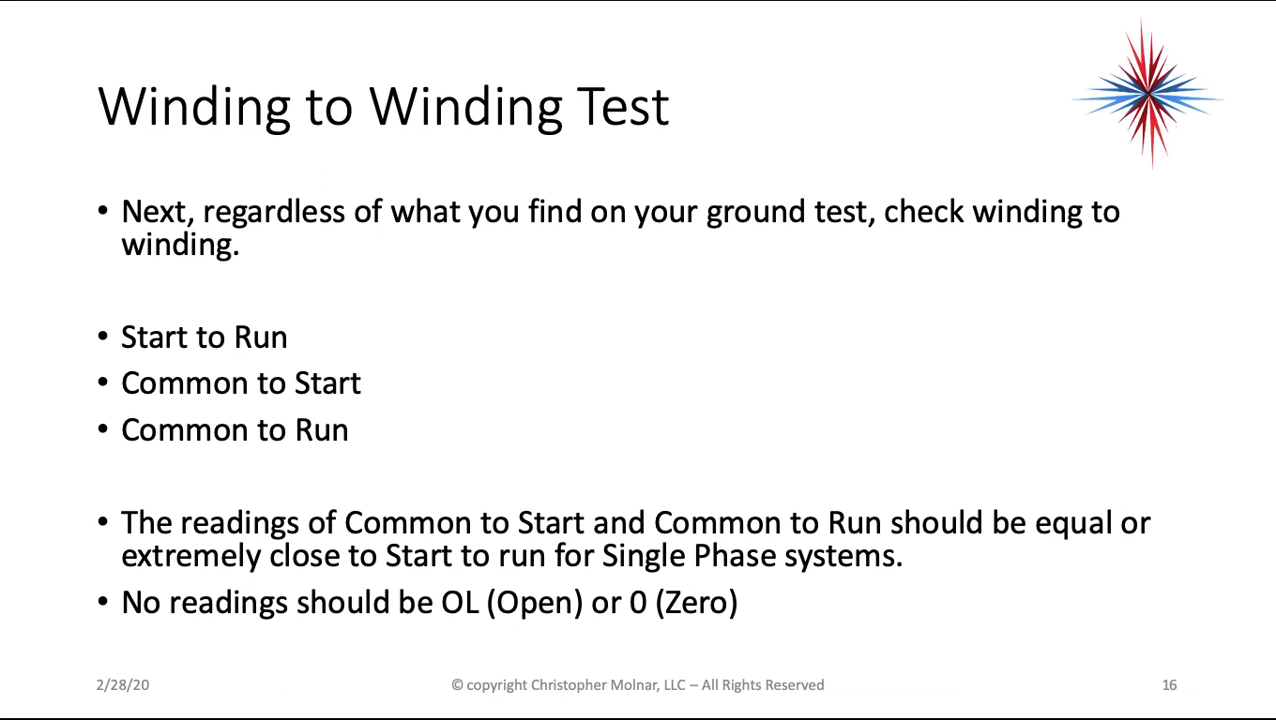 Winding to Winding Test
• Next, regardless of what you find on your ground test, check winding to
winding.
• Start to Run
• Common to Start
• Common to Run
• The readings of Common to Start and Common to Run should be equal or
extremely close to Start to run for Single Phase systems.
• No readings should be OL (Open) or 0 (Zero)
2/28/20
© copyright Christopher Molnar, LLC – All Rights Reserved
16